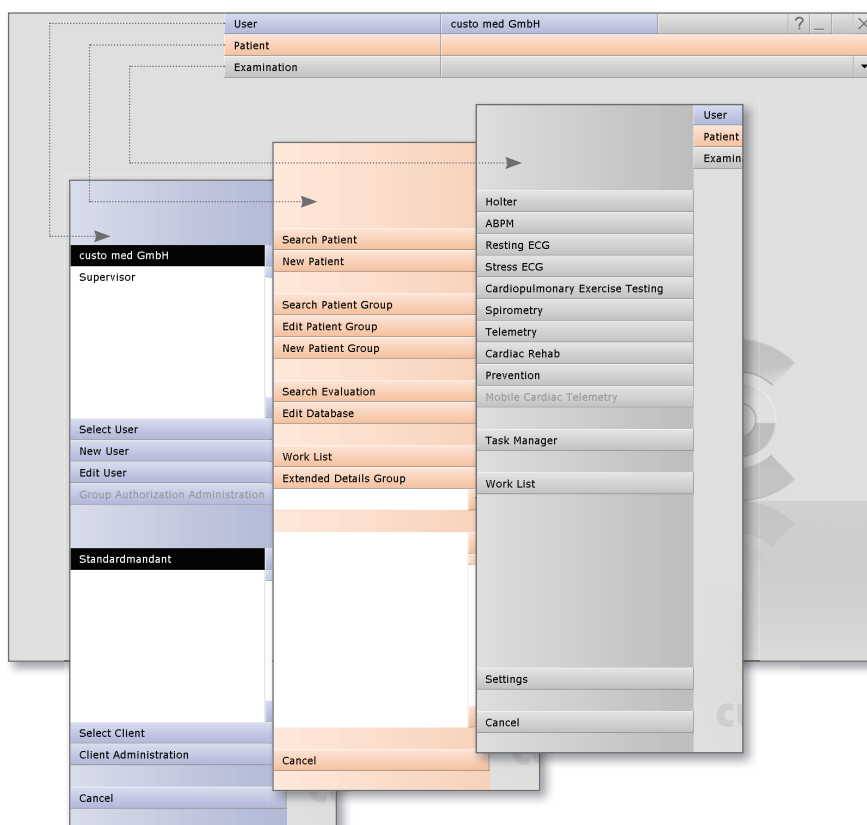 User custo med GmbH ? _ X
Patient
Examination
User
Patient
Examin
Holter
ABPM
Resting ECG
Stress ECG
Cardiopulmonary Exercise Testing
Spirometry
Telemetry
Cardiac Rehab
Prevention
Mobile Cardiac Telemetry
Task Manager
Work List
Settings
Cancel
Search Patient
New Patient
Search Patient Group
Edit Patient Group
New Patient Group
Search Evaluation
Edit Database
Work List
Extended Details Group
Cancel
custo med GmbH
Supervisor
Select User
New User
Edit User
Group Authorization Administration
Standardmandant
Select Client
Client Administration
Cancel